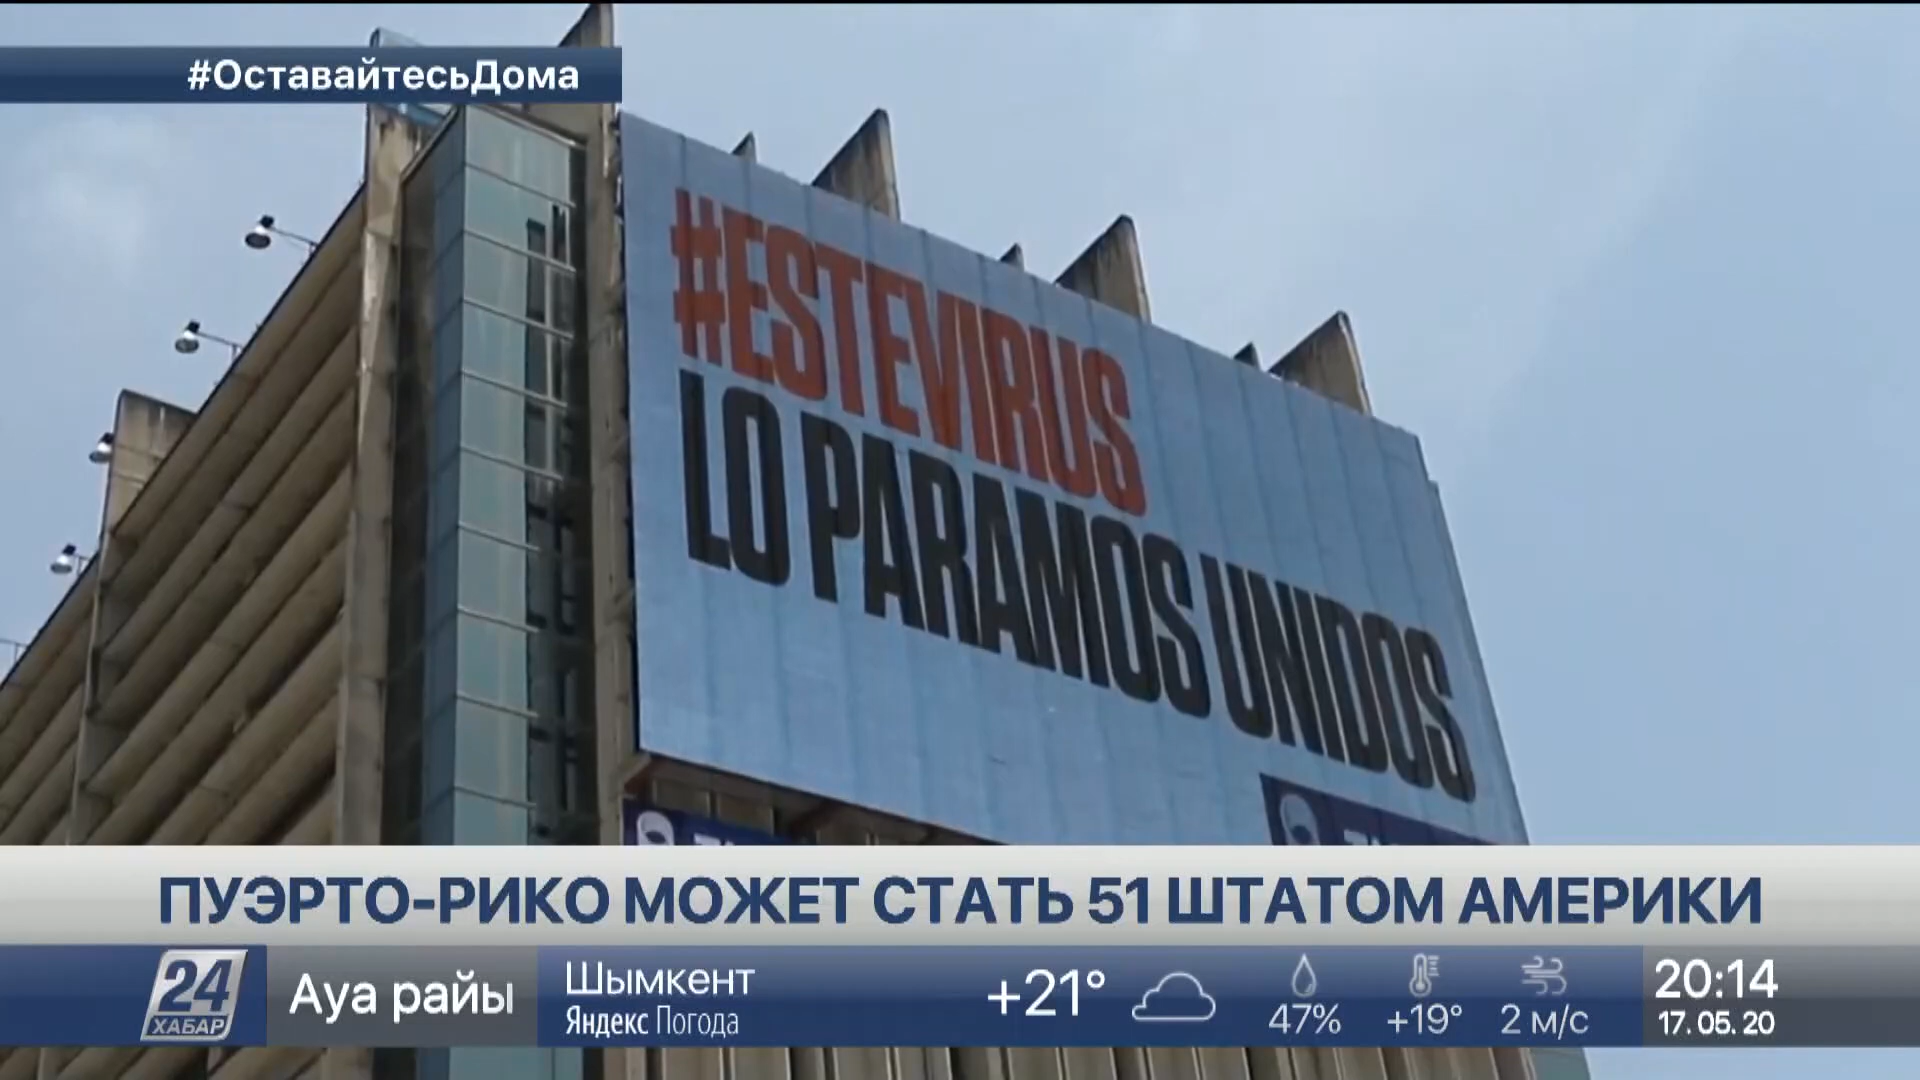 #ОставайтесьДома
#ESTEVIRUS
LO PARAMOS UNIDOS
ПУЭРТО-РИКО МОЖЕТ СТАТЬ 51 ШТАТОМ АМЕРИКИ
24
ХАБАР
Ауа райы
Шымкент
Яндекс Погода
+21°
47%
+19°
2 м/с
20:14
17.05.20